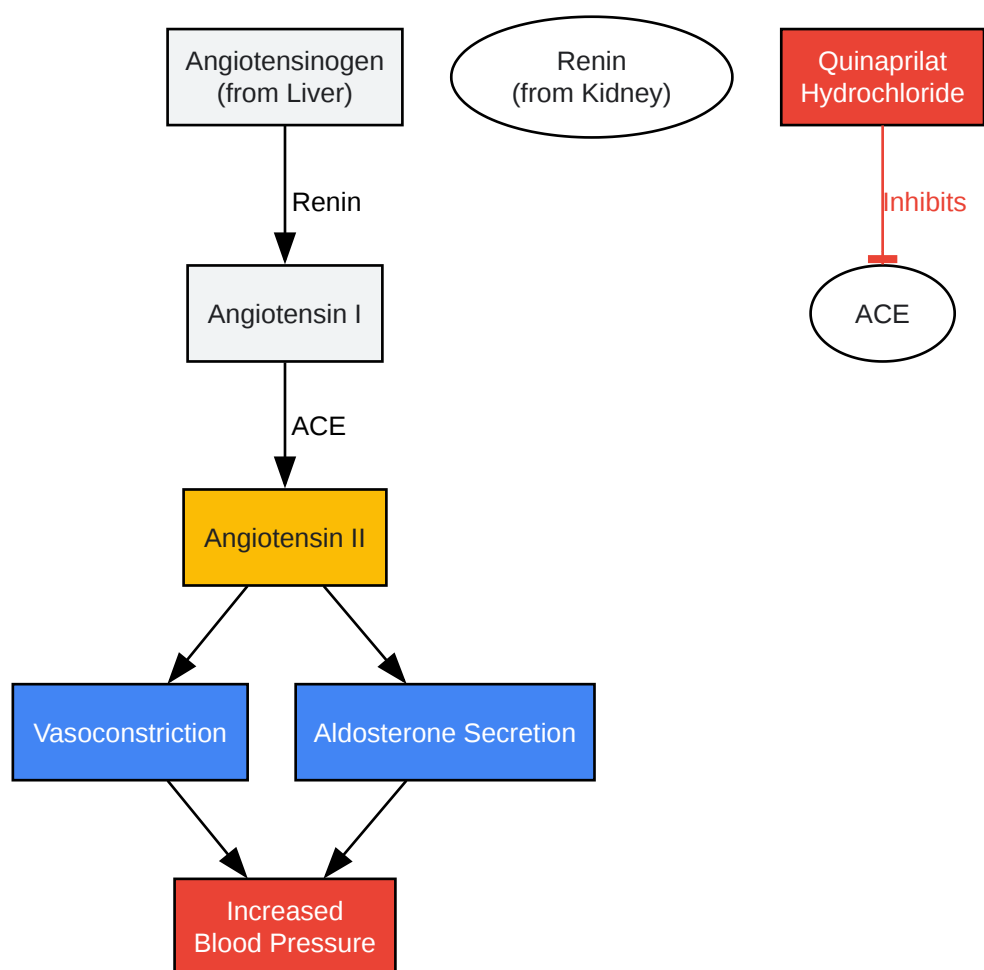 Angiotensinogen
(from Liver)
Renin
(from Kidney)
Quinaprilat
Hydrochloride
Renin
Inhibits
Angiotensin I
ACE
ACE
Angiotensin II
Vasoconstriction
Aldosterone Secretion
Increased
Blood Pressure